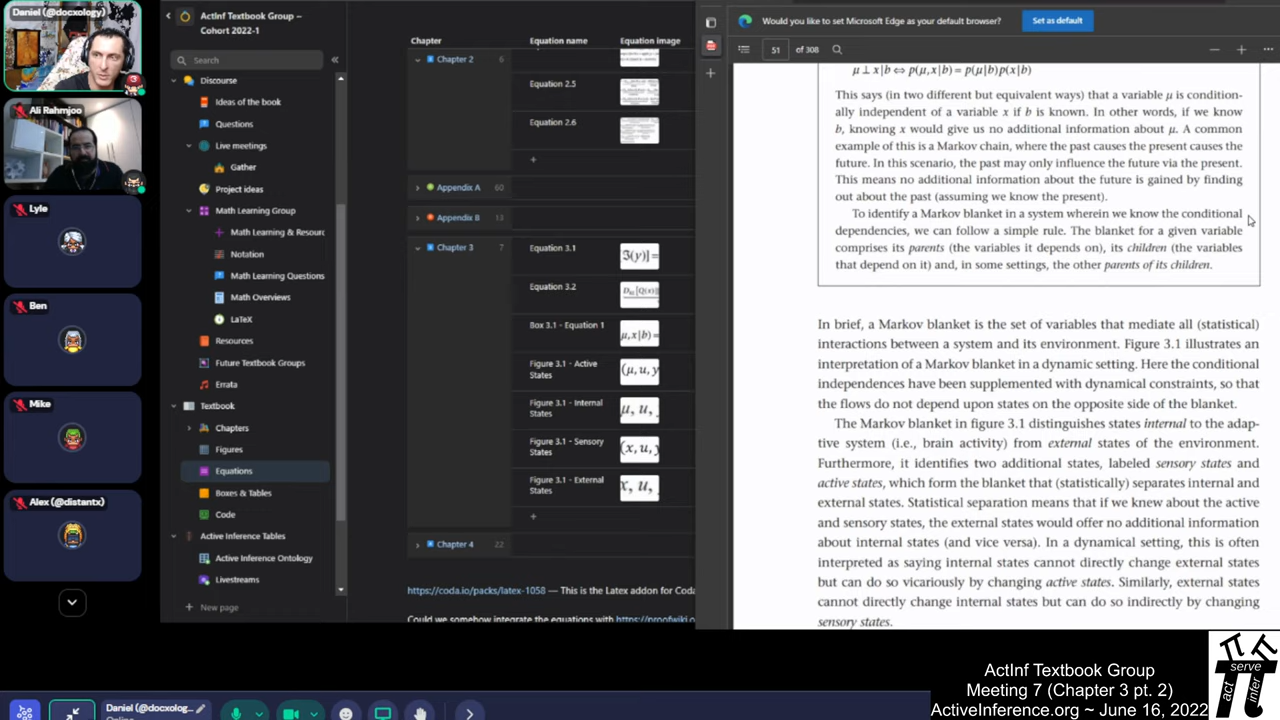 Daniel (@docxology)
Ali Rahmjoo
Lyle
Ben
Mike
Alex (@distantx)
ActInf Textbook Group -
Cohort 2022-1
Search
Discourse
Ideas of the book
Questions
Live meetings
Gather
Project ideas
Math Learning Group
Math Learning & Resourc
Notation
Math Learning Questions
Math Overviews
LaTeX
Resources
Future Textbook Groups
Errata
Textbook
Chapters
Figures
Equations
Boxes & Tables
Code
Active Inference Tables
Active Inference Ontology
Livestreams
New page
Chapter Equation name Equation image
Chapter 2 6
Equation 2.5
Equation 2.6
Appendix A 60
Appendix B 13
Chapter 3 7
Equation 3.1
ℑ(y)] =
Equation 3.2
Box 3.1 - Equation 1
μ,x|b) =
Figure 3.1 - Active
States
(μ, u, y
Figure 3.1 - Internal
States
μ, u, .
Figure 3.1 - Sensory
States
(x, u, y
Figure 3.1 - External
States
x, u, .
Chapter 4 22
https://coda.io/packs/latex-1058 — This is the Latex addon for Coda
Could we somehow integrate the equations with https://proofwiki.o
Would you like to set Microsoft Edge as your default browser? Set as default
51 of 308
μ ⊥ x|b ⇔ p(μ, x|b) = p(μ|b)p(x|b)
This says (in two different but equivalent ways) that a variable μ is condition-
ally independent of a variable x if b is known. In other words, if we know
b, knowing x would give us no additional information about μ. A common
example of this is a Markov chain, where the past causes the present causes the
future. In this scenario, the past may only influence the future via the present.
This means no additional information about the future is gained by finding
out about the past (assuming we know the present).
To identify a Markov blanket in a system wherein we know the conditional
dependencies, we can follow a simple rule. The blanket for a given variable
comprises its parents (the variables it depends on), its children (the variables
that depend on it) and, in some settings, the other parents of its children.
In brief, a Markov blanket is the set of variables that mediate all (statistical)
interactions between a system and its environment. Figure 3.1 illustrates an
interpretation of a Markov blanket in a dynamic setting. Here the conditional
independences have been supplemented with dynamical constraints, so that
the flows do not depend upon states on the opposite side of the blanket.
The Markov blanket in figure 3.1 distinguishes states internal to the adap-
tive system (i.e., brain activity) from external states of the environment.
Furthermore, it identifies two additional states, labeled sensory states and
active states, which form the blanket that (statistically) separates internal and
external states. Statistical separation means that if we knew about the active
and sensory states, the external states would offer no additional information
about internal states (and vice versa). In a dynamical setting, this is often
interpreted as saying internal states cannot directly change external states
but can do so vicariously by changing active states. Similarly, external states
cannot directly change internal states but can do so indirectly by changing
sensory states.
Daniel (@docxolog...
Online
ActInf Textbook Group
Meeting 7 (Chapter 3 pt. 2)
ActiveInference.org ~ June 16, 2022
serve
act
infer